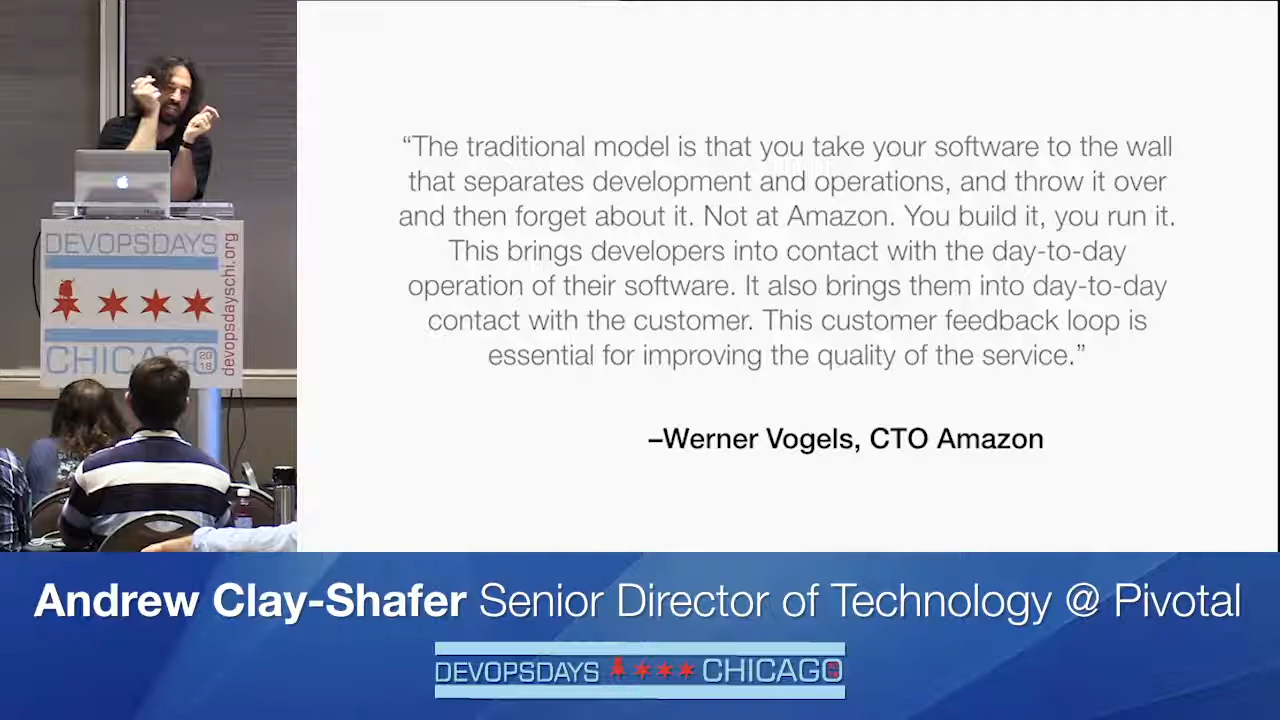 “The traditional model is that you take your software to the wall
that separates development and operations, and throw it over
and then forget about it. Not at Amazon. You build it, you run it.
This brings developers into contact with the day-to-day
operation of their software. It also brings them into day-to-day
contact with the customer. This customer feedback loop is
essential for improving the quality of the service.”
–Werner Vogels, CTO Amazon
DEVOPSDAYS
devopsdayschi.org
CHICAGO
Andrew Clay-Shafer Senior Director of Technology @ Pivotal
DEVOPSDAYS CHICAGO